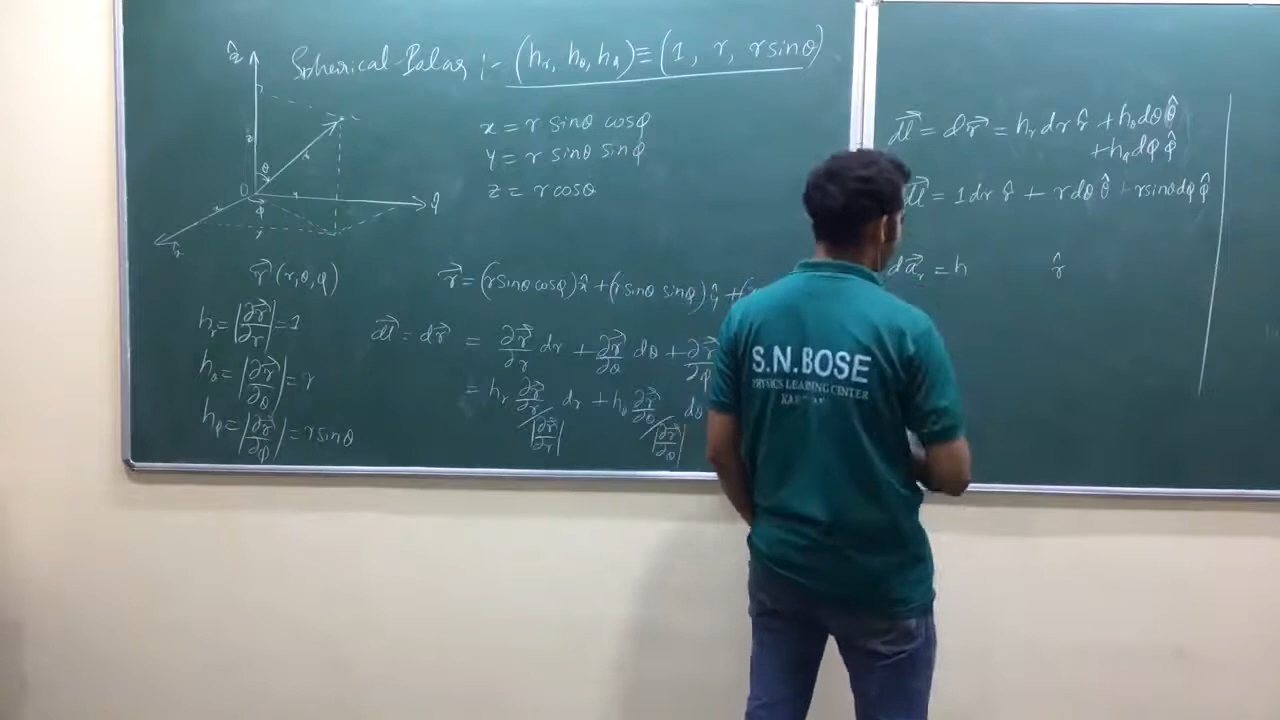 Spherical Polar :- (h_r, h_θ, h_φ) ≡ (1, r, r sinθ)
ẑ
x = r sinθ cosφ
y = r sinθ sinφ
z = r cosθ
z
θ
r
O
φ
x
y
ŷ
x̂
r⃗ (r, θ, φ)
h_r = |∂r⃗/∂r| = 1
h_θ = |∂r⃗/∂θ| = r
h_φ = |∂r⃗/∂φ| = r sinθ
r⃗ = (r sinθ cosφ) x̂ + (r sinθ sinφ) ŷ + (
dl⃗ = dr⃗ = ∂r⃗/∂r dr + ∂r⃗/∂θ dθ + ∂r⃗/∂φ
= h_r ∂r⃗/∂r / |∂r⃗/∂r| dr + h_θ ∂r⃗/∂θ / |∂r⃗/∂θ| dθ
dl⃗ = dr⃗ = h_r dr r̂ + h_θ dθ θ̂
+ h_φ dφ φ̂
dl⃗ = 1 dr r̂ + r dθ θ̂ + r sinθ dφ φ̂
da⃗_r = h r̂
S.N.BOSE
PHYSICS LEARNING CENTER